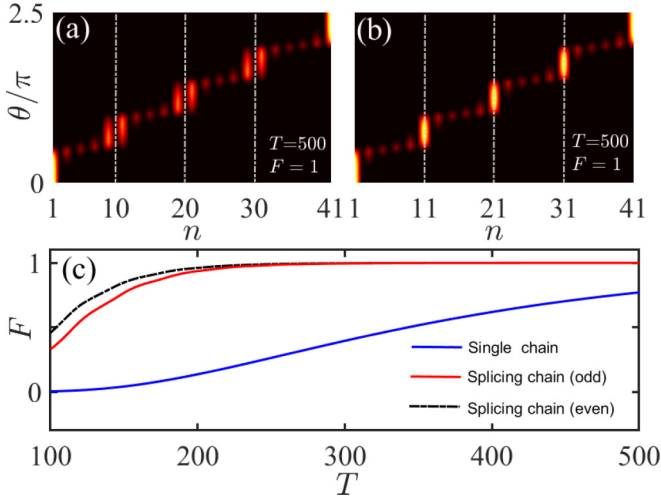 2.5
(a)
(b)
θ/π
T=500
T=500
F = 1
F = 1
0
1 10 20 30 41 1 11 21 31 41
n
n
(c)
1
F
Single chain
0
Splicing chain (odd)
Splicing chain (even)
100 200 300 400 500
T